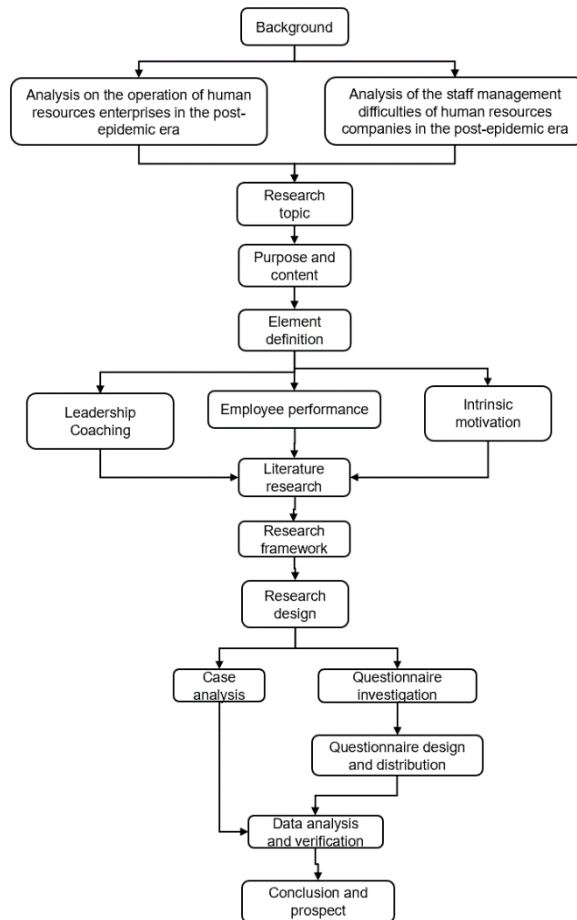 Background
Analysis on the operation of human
resources enterprises in the post-
epidemic era
Analysis of the staff management
difficulties of human resources
companies in the post-epidemic era
Research
topic
Purpose and
content
Element
definition
Leadership
Coaching
Employee performance
Intrinsic
motivation
Literature
research
Research
framework
Research
design
Case
analysis
Questionnaire
investigation
Questionnaire design
and distribution
Data analysis
and verification
Conclusion and
prospect